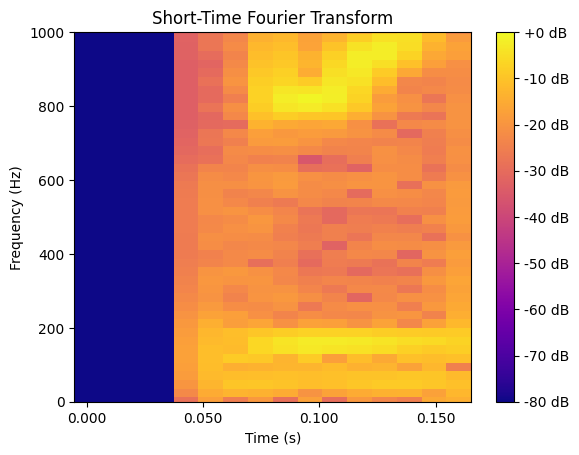 Short-Time Fourier Transform
1000
800
600
400
200
0
Frequency (Hz)
0.000
0.050
0.100
0.150
Time (s)
+0 dB
-10 dB
-20 dB
-30 dB
-40 dB
-50 dB
-60 dB
-70 dB
-80 dB